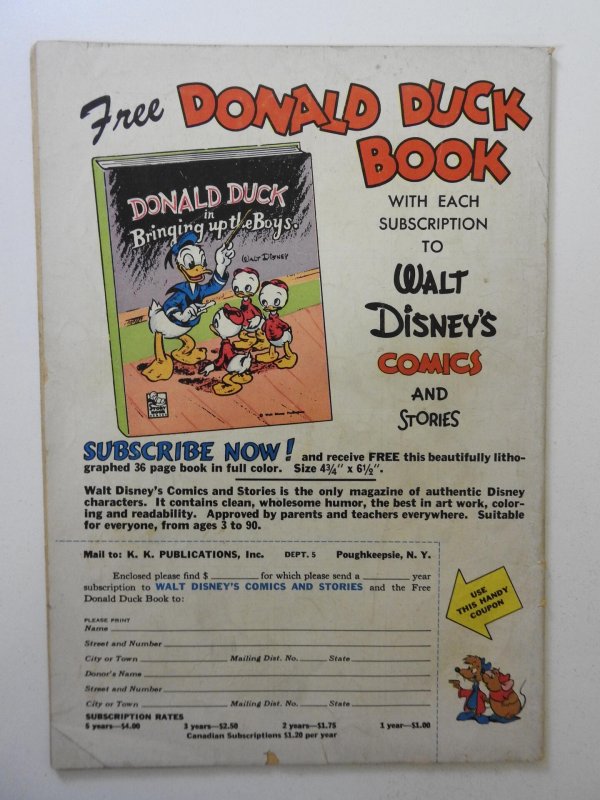 Free DONALD DUCK
BOOK
WITH EACH
SUBSCRIPTION
TO
WALT
DISNEY'S
COMICS
AND
STORIES
DONALD DUCK
in
Bringing up the Boys.
WALT DISNEY
© Walt Disney Productions
SUBSCRIBE NOW! and receive FREE this beautifully litho-
graphed 36 page book in full color. Size 4¾" x 6½".
Walt Disney's Comics and Stories is the only magazine of authentic Disney
characters. It contains clean, wholesome humor, the best in art work, color-
ing and readability. Approved by parents and teachers everywhere. Suitable
for everyone, from ages 3 to 90.
Mail to: K. K. PUBLICATIONS, Inc. DEPT. 5 Poughkeepsie, N. Y.
Enclosed please find $ for which please send a year
subscription to WALT DISNEY'S COMICS AND STORIES and the Free
Donald Duck Book to:
PLEASE PRINT
Name
Street and Number
City or Town Mailing Dist. No. State
Donor's Name
Street and Number
City or Town Mailing Dist. No. State
SUBSCRIPTION RATES
5 years—$4.00 3 years—$2.50 2 years—$1.75 1 year—$1.00
Canadian Subscriptions $1.20 per year
USE
THIS HANDY
COUPON